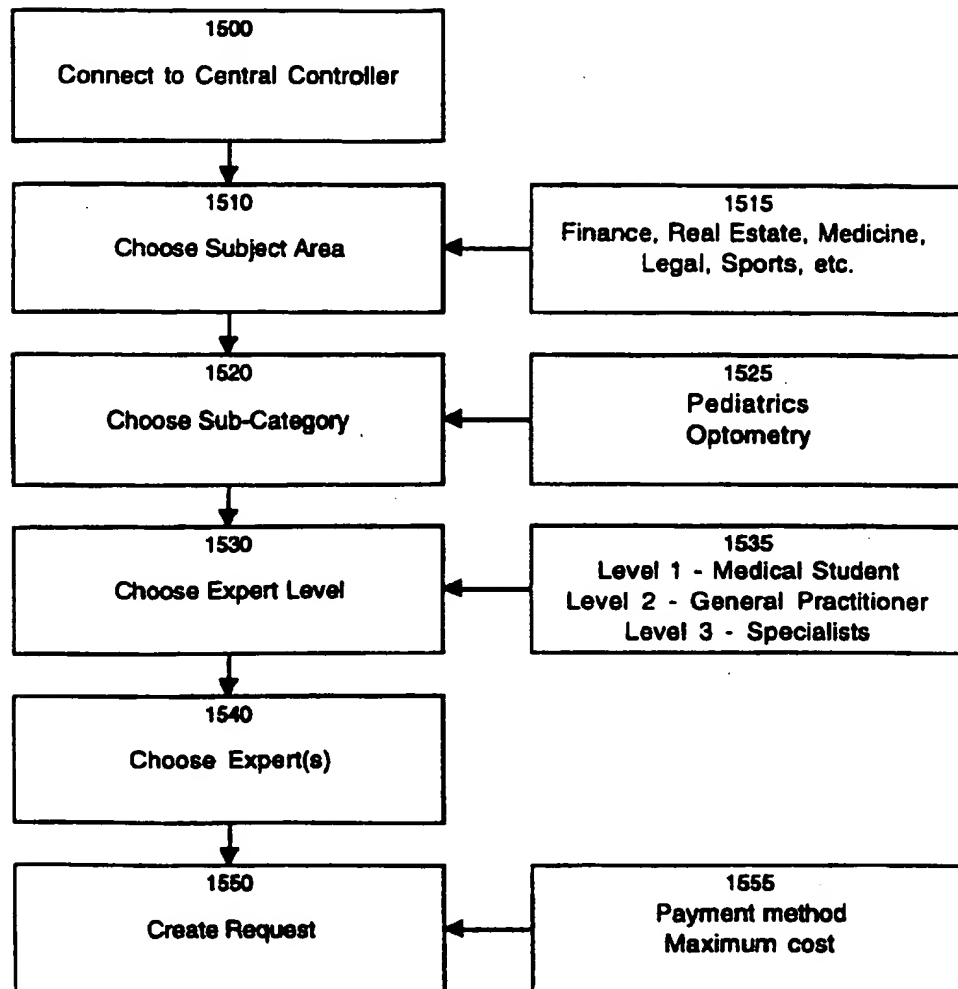 1500
Connect to Central Controller
1510
Choose Subject Area
1515
Finance, Real Estate, Medicine,
Legal, Sports, etc.
1520
Choose Sub-Category
1525
Pediatrics
Optometry
1530
Choose Expert Level
1535
Level 1 - Medical Student
Level 2 - General Practitioner
Level 3 - Specialists
1540
Choose Expert(s)
1550
Create Request
1555
Payment method
Maximum cost